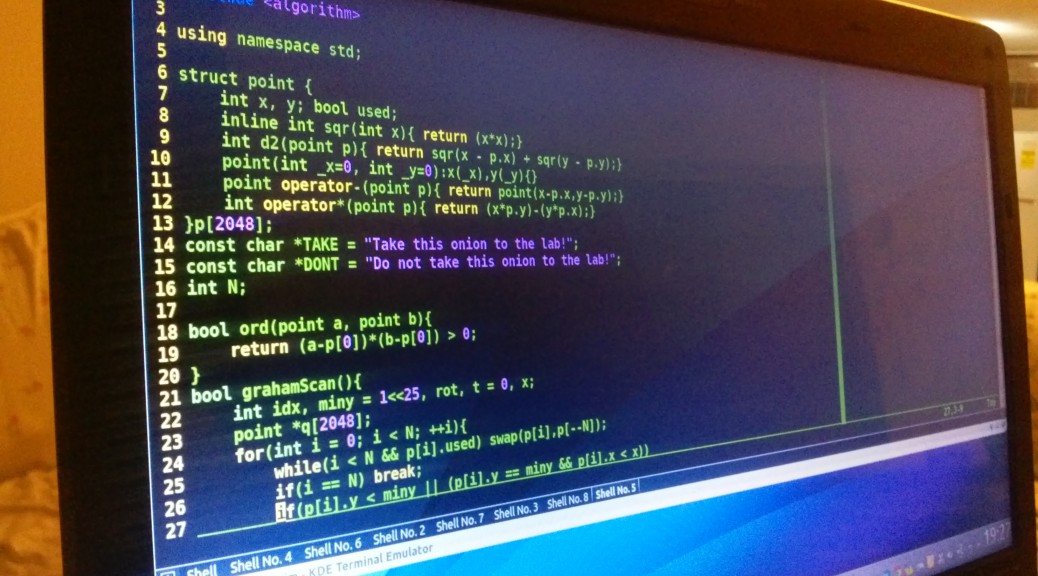 3 <algorithm>
4 using namespace std;
5
6 struct point {
7 int x, y; bool used;
8 inline int sqr(int x){ return (x*x);}
9 int d2(point p){ return sqr(x - p.x) + sqr(y - p.y);}
10 point(int _x=0, int _y=0):x(_x),y(_y){}
11 point operator-(point p){ return point(x-p.x,y-p.y);}
12 int operator*(point p){ return (x*p.y)-(y*p.x);}
13 }p[2048];
14 const char *TAKE = "Take this onion to the lab!";
15 const char *DONT = "Do not take this onion to the lab!";
16 int N;
17
18 bool ord(point a, point b){
19 return (a-p[0])*(b-p[0]) > 0;
20 }
21 bool grahamScan(){
22 int idx, miny = 1<<25, rot, t = 0, x;
23 point *q[2048];
24 for(int i = 0; i < N; ++i){
25 while(i < N && p[i].used) swap(p[i],p[--N]);
26 if(i == N) break;
27 if(p[i].y < miny || (p[i].y == miny && p[i].x < x))
Shell Shell No. 4 Shell No. 6 Shell No. 2 Shell No. 7 Shell No. 3 Shell No. 8 Shell No. 5
- KDE Terminal Emulator